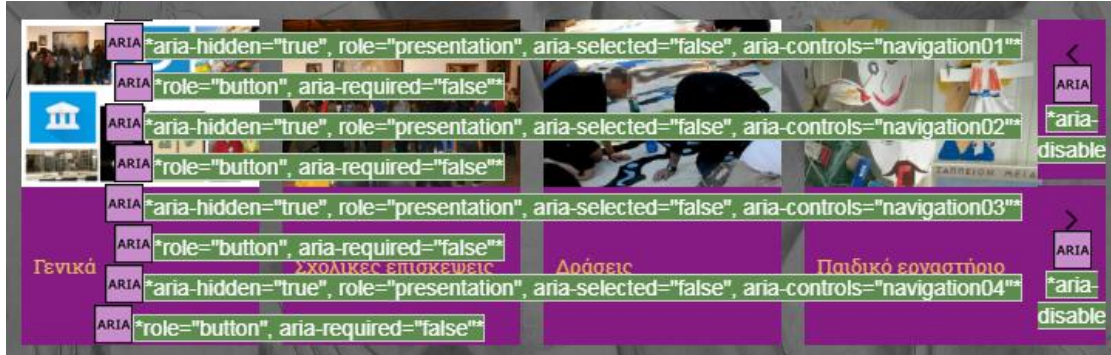 ARIA *aria-hidden="true", role="presentation", aria-selected="false", aria-controls="navigation01"*
ARIA *role="button", aria-required="false"*
ARIA *aria-hidden="true", role="presentation", aria-selected="false", aria-controls="navigation02"*
ARIA *role="button", aria-required="false"*
ARIA *aria-hidden="true", role="presentation", aria-selected="false", aria-controls="navigation03"*
ARIA *role="button", aria-required="false"*
Γενικά
Σχολικές επισκέψεις
Δράσεις
Παιδικό εργαστήριο
ARIA *aria-hidden="true", role="presentation", aria-selected="false", aria-controls="navigation04"*
ARIA *role="button", aria-required="false"*
ARIA
*aria-
disable
ARIA
*aria-
disable
ΖΑΠΠΕΙΟΝ ΜΕΓΑ